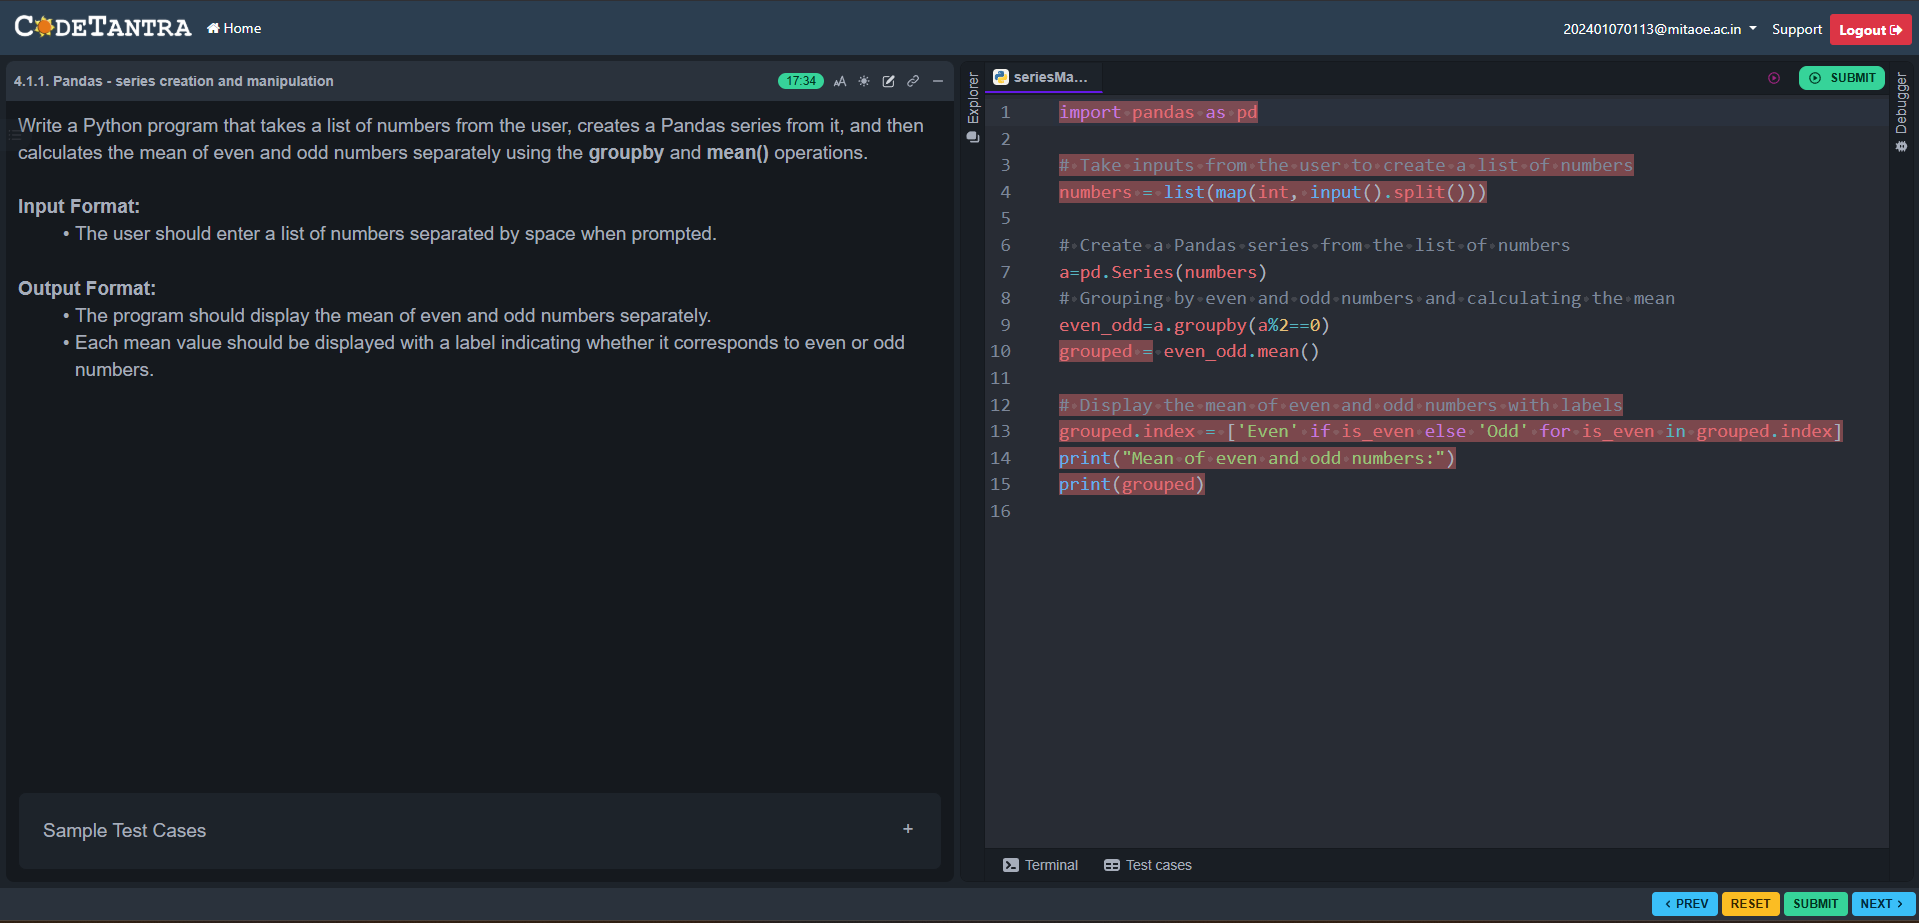 CODETANTRA
Home
202401070113@mitaoe.ac.in
Support
Logout
4.1.1. Pandas - series creation and manipulation
17:34
AA
Write a Python program that takes a list of numbers from the user, creates a Pandas series from it, and then
calculates the mean of even and odd numbers separately using the groupby and mean() operations.
Input Format:
• The user should enter a list of numbers separated by space when prompted.
Output Format:
• The program should display the mean of even and odd numbers separately.
• Each mean value should be displayed with a label indicating whether it corresponds to even or odd
numbers.
Sample Test Cases
+
Explorer
seriesMa...
SUBMIT
Debugger
1 import pandas as pd
2
3 # Take inputs from the user to create a list of numbers
4 numbers = list(map(int, input().split()))
5
6 # Create a Pandas series from the list of numbers
7 a=pd.Series(numbers)
8 # Grouping by even and odd numbers and calculating the mean
9 even_odd=a.groupby(a%2==0)
10 grouped = even_odd.mean()
11
12 # Display the mean of even and odd numbers with labels
13 grouped.index = ['Even' if is_even else 'Odd' for is_even in grouped.index]
14 print("Mean of even and odd numbers:")
15 print(grouped)
16
Terminal
Test cases
< PREV
RESET
SUBMIT
NEXT >